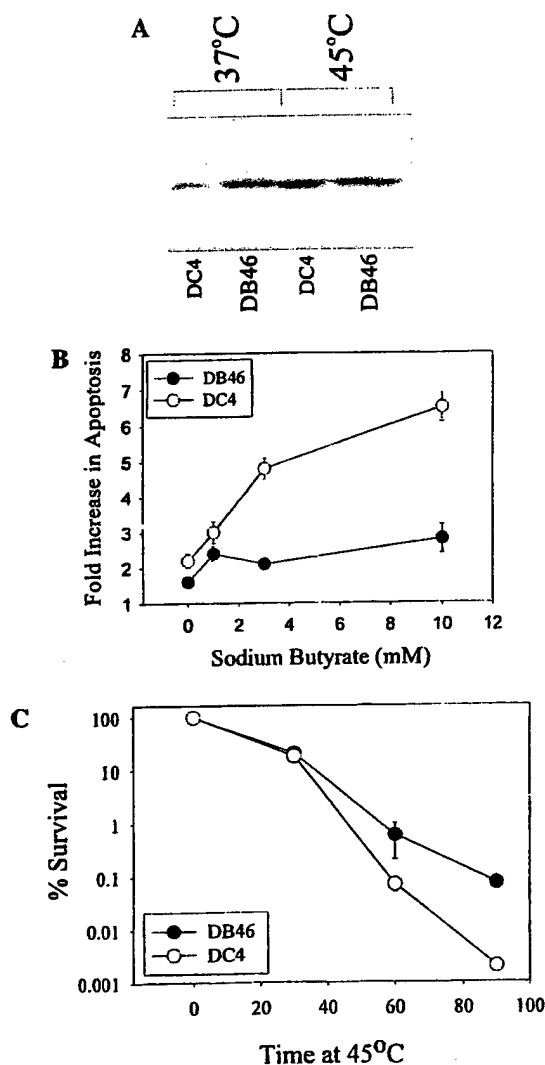 A
37°C 45°C
DC4 DB46 DC4 DB46
B
8
7
6
5
4
3
2
1
DB46
DC4
Fold Increase in Apoptosis
0 2 4 6 8 10 12
Sodium Butyrate (mM)
C
100
10
1
0.1
0.01
0.001
% Survival
DB46
DC4
0 20 40 60 80 100
Time at 45°C